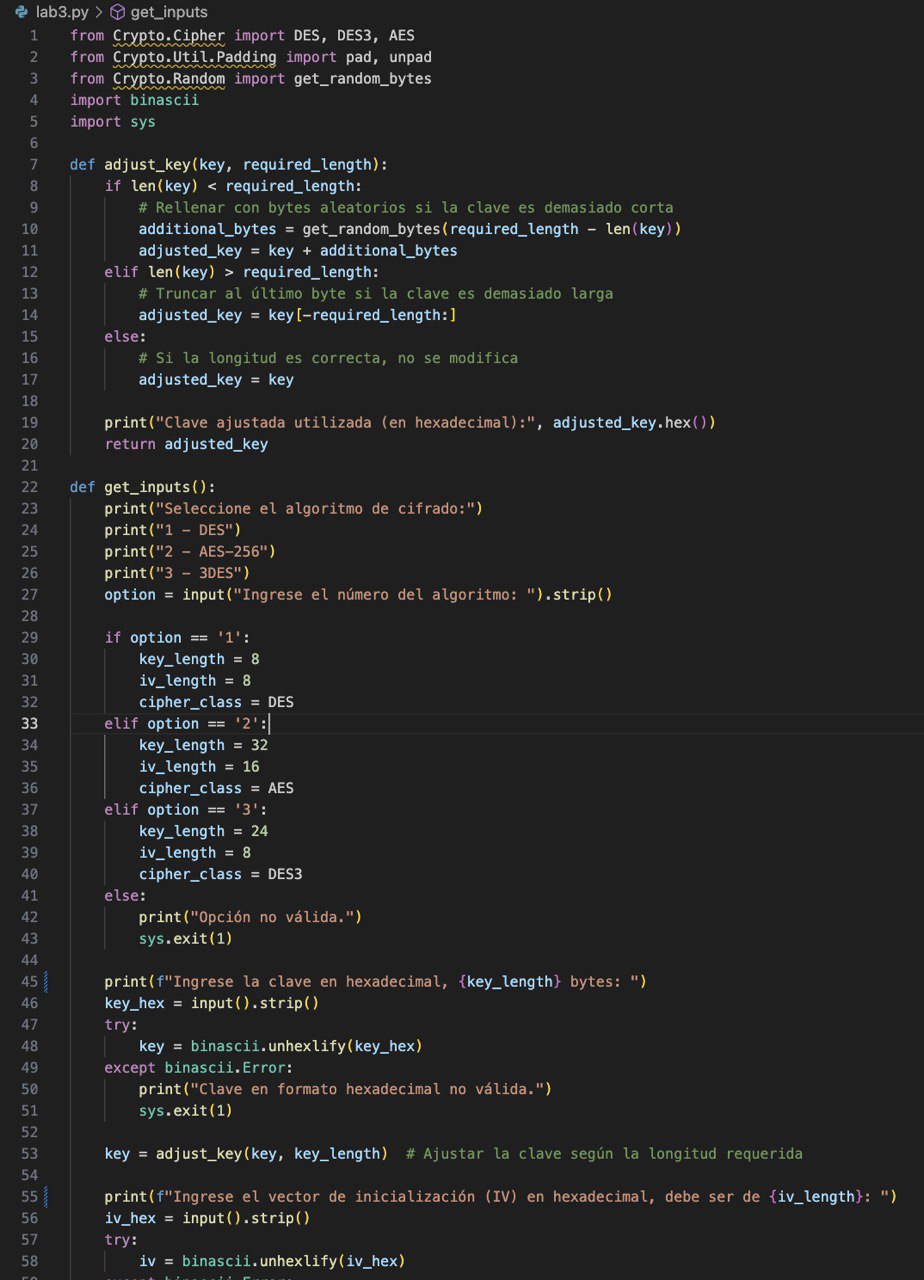 lab3.py > get_inputs
1 from Crypto.Cipher import DES, DES3, AES
2 from Crypto.Util.Padding import pad, unpad
3 from Crypto.Random import get_random_bytes
4 import binascii
5 import sys
6
7 def adjust_key(key, required_length):
8     if len(key) < required_length:
9         # Rellenar con bytes aleatorios si la clave es demasiado corta
10         additional_bytes = get_random_bytes(required_length - len(key))
11         adjusted_key = key + additional_bytes
12     elif len(key) > required_length:
13         # Truncar al último byte si la clave es demasiado larga
14         adjusted_key = key[-required_length:]
15     else:
16         # Si la longitud es correcta, no se modifica
17         adjusted_key = key
18
19     print("Clave ajustada utilizada (en hexadecimal):", adjusted_key.hex())
20     return adjusted_key
21
22 def get_inputs():
23     print("Seleccione el algoritmo de cifrado:")
24     print("1 - DES")
25     print("2 - AES-256")
26     print("3 - 3DES")
27     option = input("Ingrese el número del algoritmo: ").strip()
28
29     if option == '1':
30         key_length = 8
31         iv_length = 8
32         cipher_class = DES
33     elif option == '2':
34         key_length = 32
35         iv_length = 16
36         cipher_class = AES
37     elif option == '3':
38         key_length = 24
39         iv_length = 8
40         cipher_class = DES3
41     else:
42         print("Opción no válida.")
43         sys.exit(1)
44
45     print(f"Ingrese la clave en hexadecimal, {key_length} bytes: ")
46     key_hex = input().strip()
47     try:
48         key = binascii.unhexlify(key_hex)
49     except binascii.Error:
50         print("Clave en formato hexadecimal no válida.")
51         sys.exit(1)
52
53     key = adjust_key(key, key_length)  # Ajustar la clave según la longitud requerida
54
55     print(f"Ingrese el vector de inicialización (IV) en hexadecimal, debe ser de {iv_length}: ")
56     iv_hex = input().strip()
57     try:
58         iv = binascii.unhexlify(iv_hex)